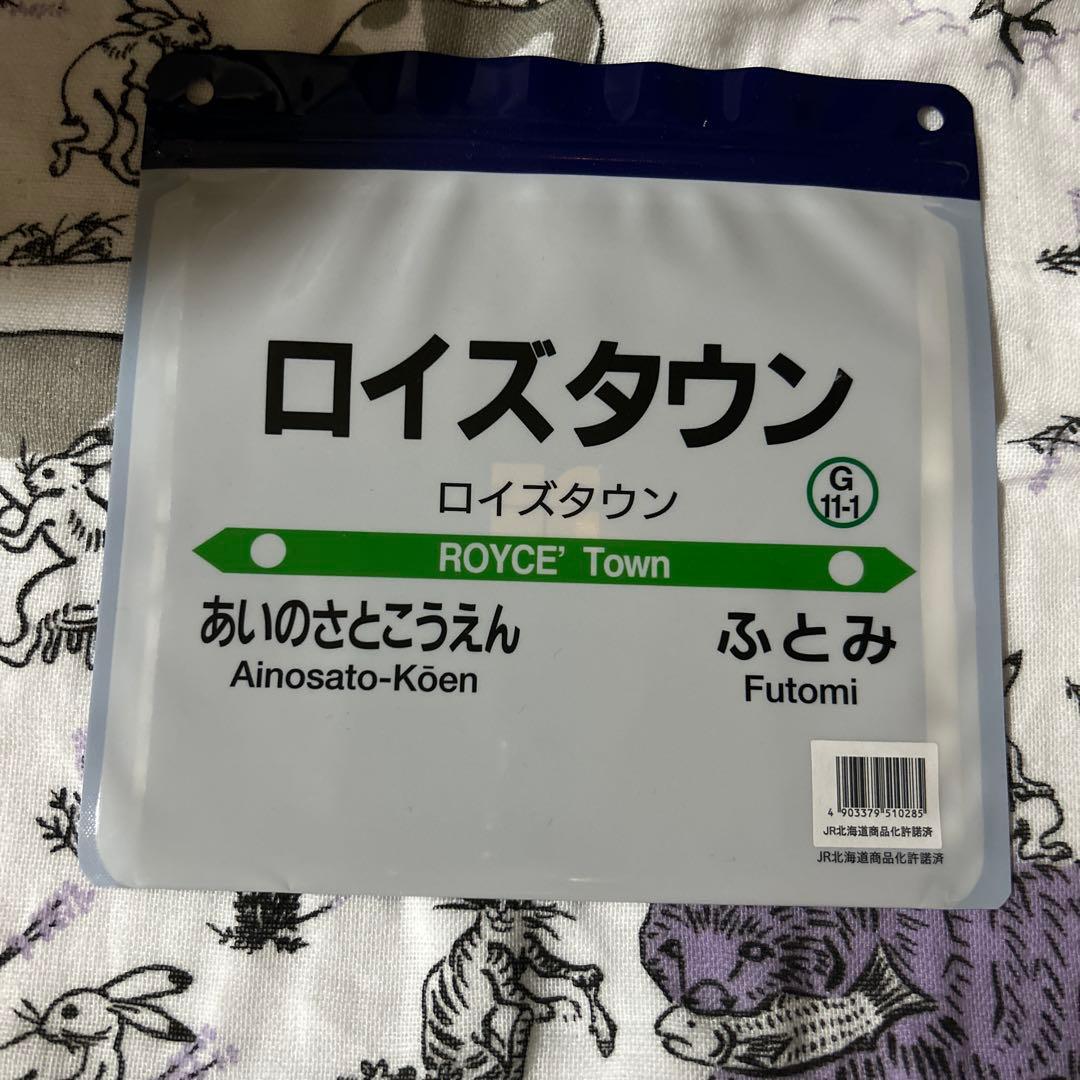 ロイズタウン
ロイズタウン
G
11-1
ROYCE' Town
あいのさとこうえん
ふとみ
Ainosato-Kōen
Futomi
4 903379 510285
JR北海道商品化許諾済
JR北海道商品化許諾済